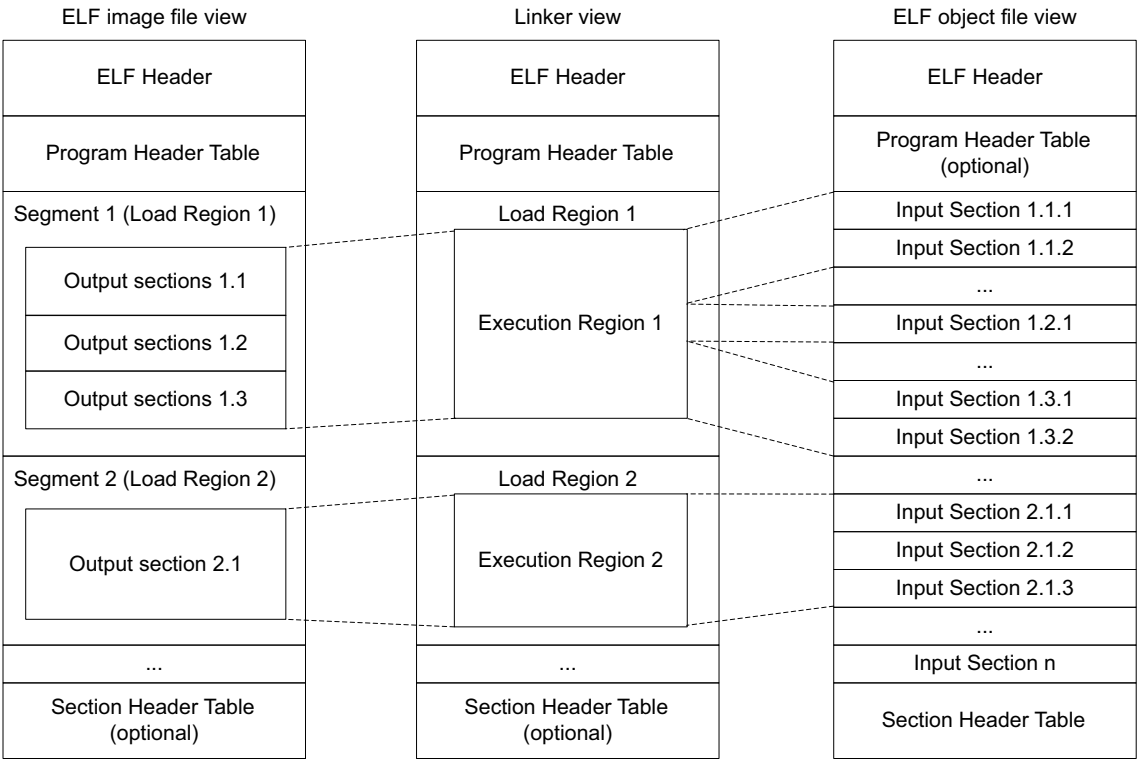 ELF image file view
ELF Header
Program Header Table
Segment 1 (Load Region 1)
Output sections 1.1
Output sections 1.2
Output sections 1.3
Segment 2 (Load Region 2)
Output section 2.1
...
Section Header Table
(optional)
Linker view
ELF Header
Program Header Table
Load Region 1
Execution Region 1
Load Region 2
Execution Region 2
...
Section Header Table
(optional)
ELF object file view
ELF Header
Program Header Table
(optional)
Input Section 1.1.1
Input Section 1.1.2
...
Input Section 1.2.1
...
Input Section 1.3.1
Input Section 1.3.2
...
Input Section 2.1.1
Input Section 2.1.2
Input Section 2.1.3
...
Input Section n
Section Header Table